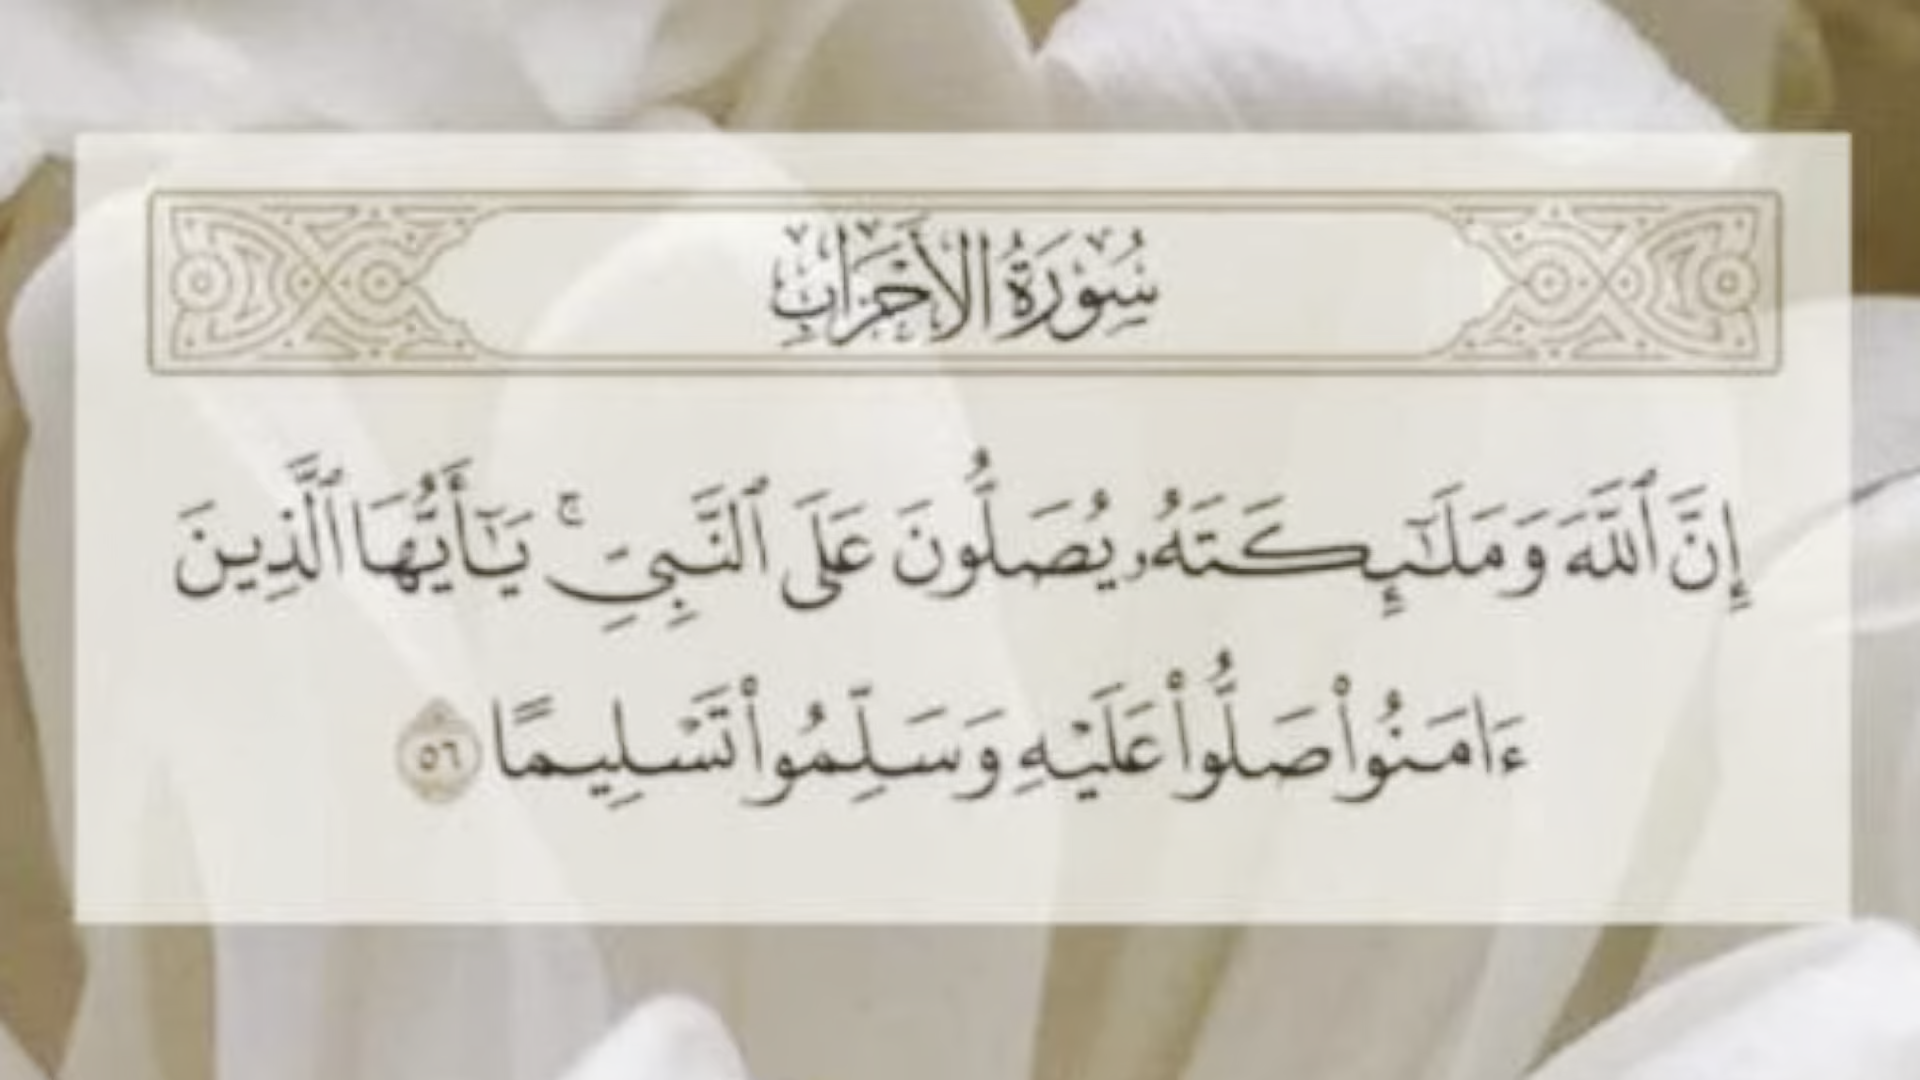 سُورَةُ الأَحْزَابِ
إِنَّ ٱللَّهَ وَمَلَـٰٓئِكَتَهُۥ يُصَلُّونَ عَلَى ٱلنَّبِىِّ ۚ يَـٰٓأَيُّهَا ٱلَّذِينَ
ءَامَنُوا۟ صَلُّوا۟ عَلَيْهِ وَسَلِّمُوا۟ تَسْلِيمًا ٥٦